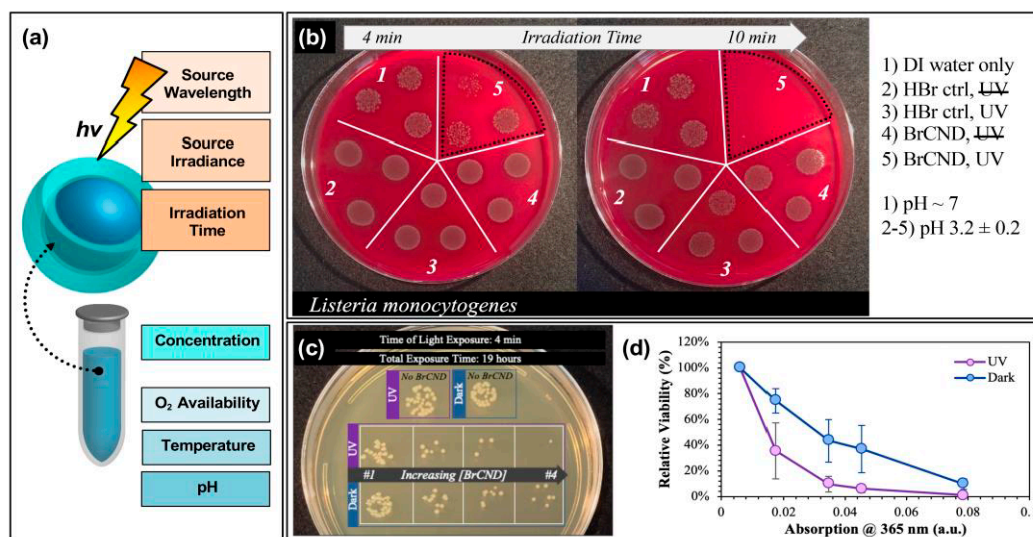 (a)
Source
Wavelength
hv
Source
Irradiance
Irradiation
Time
Concentration
O₂ Availability
Temperature
pH
(b)
4 min Irradiation Time 10 min
1
2
3
4
5
1
2
3
4
5
Listeria monocytogenes
1) DI water only
2) HBr ctrl, UV
3) HBr ctrl, UV
4) BrCND, UV
5) BrCND, UV
1) pH ~ 7
2-5) pH 3.2 ± 0.2
(c)
Time of Light Exposure: 4 min
Total Exposure Time: 19 hours
No BrCND
No BrCND
UV
Dark
UV
#1 Increasing [BrCND] #4
Dark
(d)
120%
100%
80%
60%
40%
20%
0%
Relative Viability (%)
UV
Dark
0 0.02 0.04 0.06 0.08 0.
Absorption @ 365 nm (a.u.)